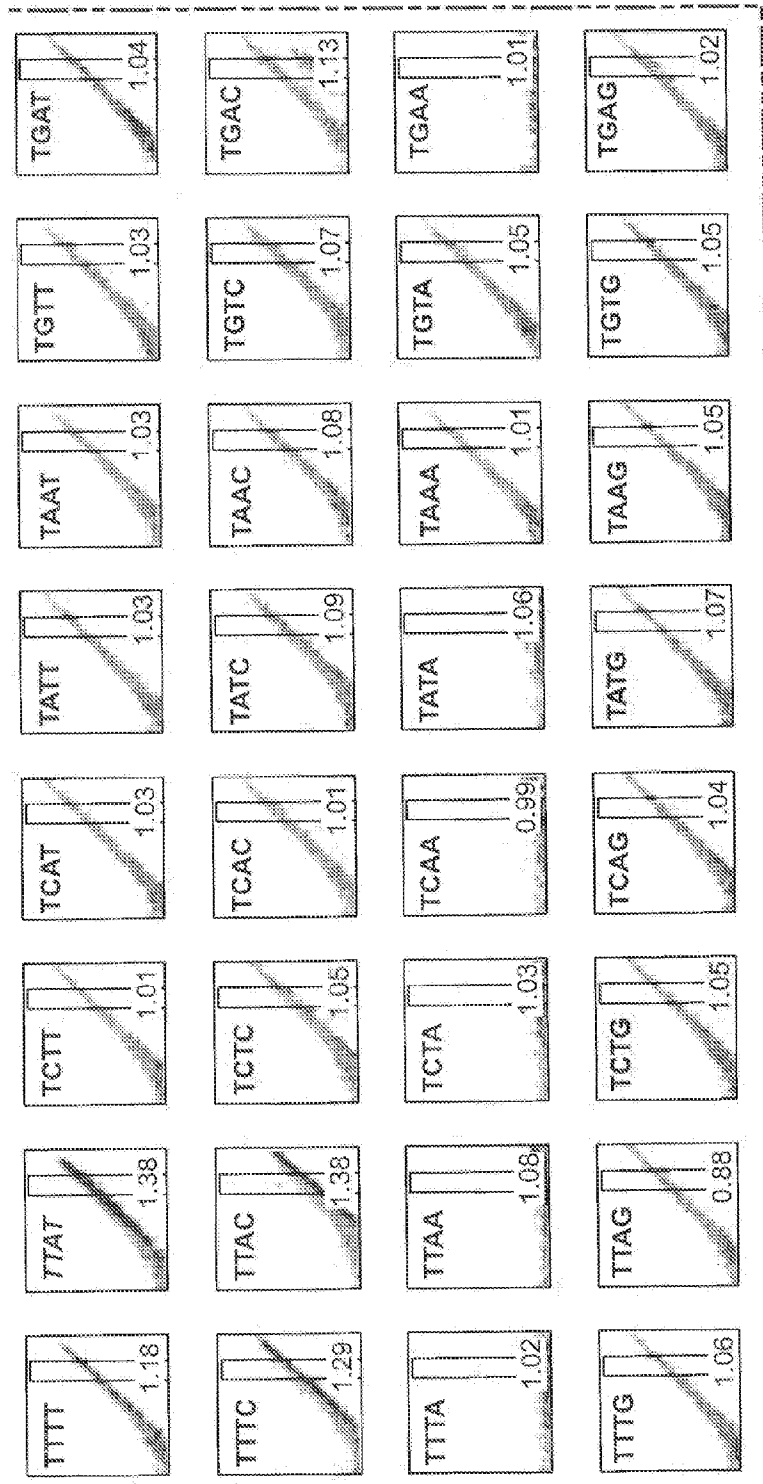 TTTT TTAT TCTT TCAT TATT TAAT TGTT TGAT
1.18 1.38 1.01 1.03 1.03 1.03 1.03 1.04
TTTC TTAC TCTC TCAC TATC TAAC TGTC TGAC
1.29 1.38 1.05 1.01 1.09 1.08 1.07 1.13
TTTA TTAA TCTA TCAA TATA TAAA TGTA TGAA
1.02 1.08 1.03 0.99 1.06 1.01 1.05 1.01
TTTG TTAG TCTG TCAG TATG TAAG TGTG TGAG
1.06 0.88 1.05 1.04 1.07 1.05 1.05 1.02